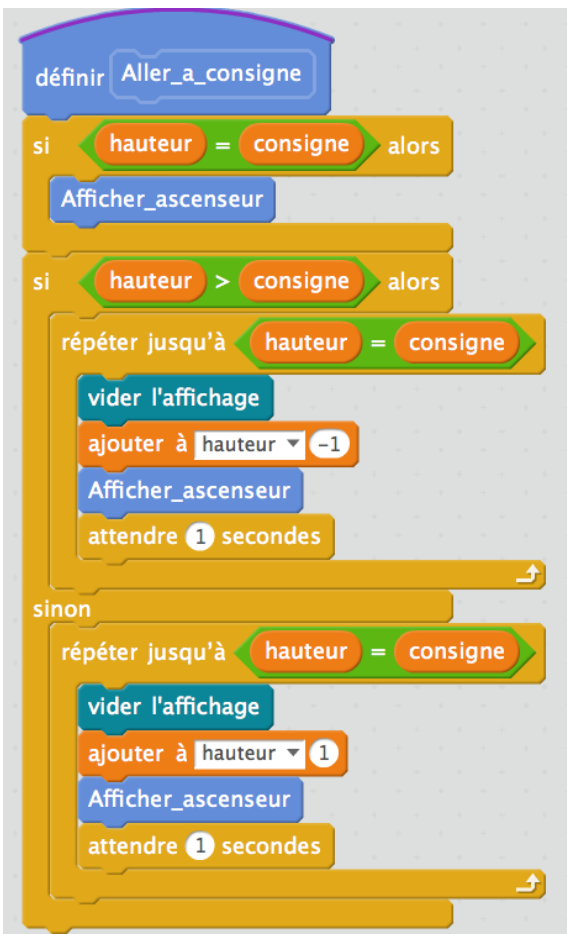 définir Aller_a_consigne
si hauteur = consigne alors
Afficher_ascenseur
si hauteur > consigne alors
répéter jusqu'à hauteur = consigne
vider l'affichage
ajouter à hauteur -1
Afficher_ascenseur
attendre 1 secondes
sinon
répéter jusqu'à hauteur = consigne
vider l'affichage
ajouter à hauteur 1
Afficher_ascenseur
attendre 1 secondes